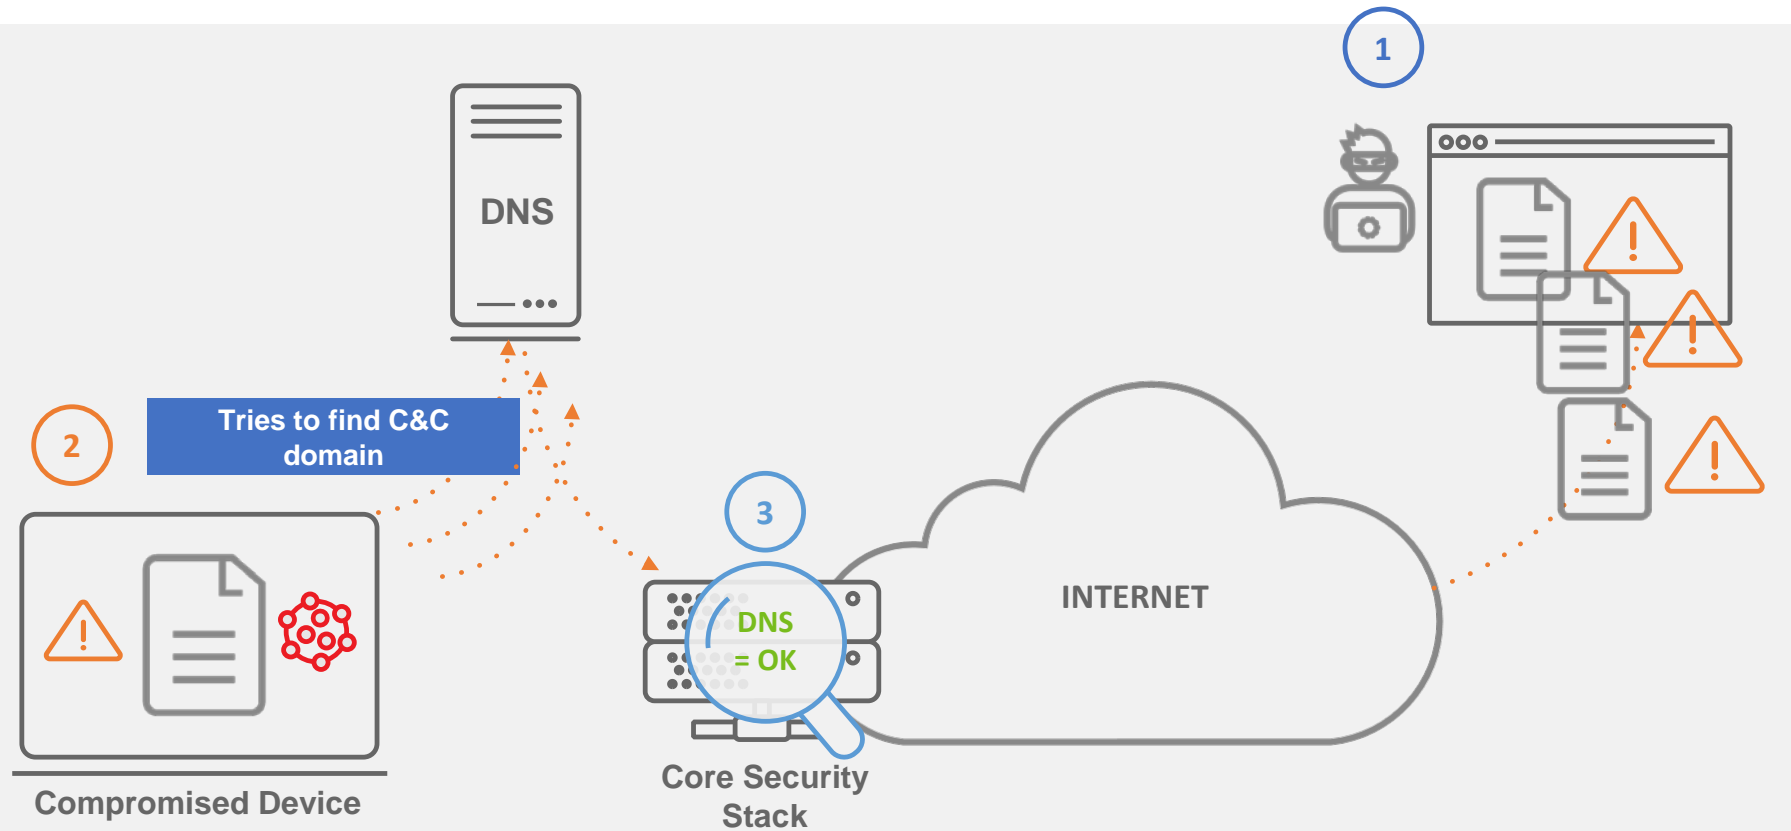 1
DNS
Tries to find C&C
domain
2
3
DNS
= OK
INTERNET
Core Security
Stack
Compromised Device